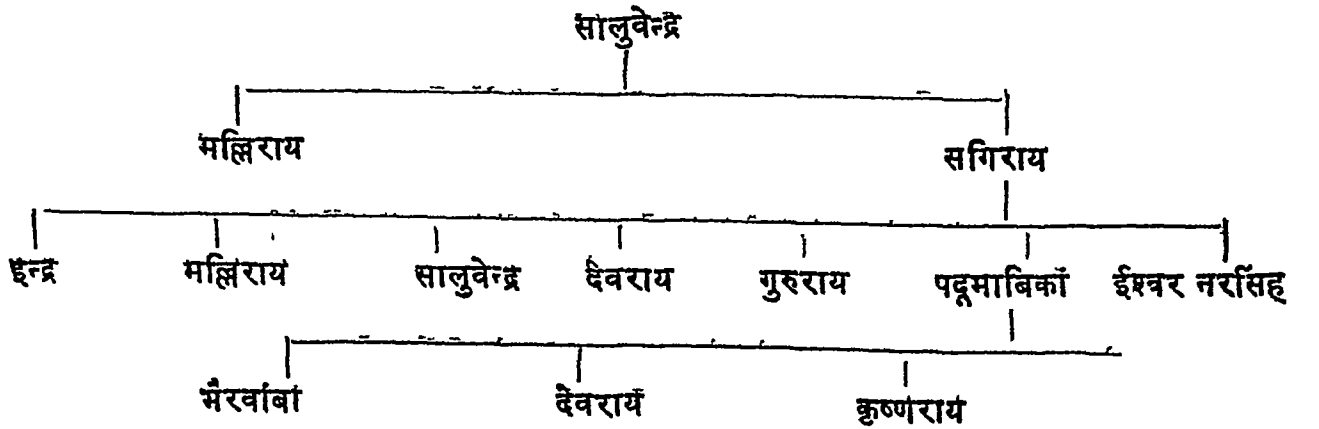 सालुवेन्द्र
मल्लिराय सगिराय
इन्द्र मल्लिराय सालुवेन्द्र देवराय गुरुराय पदूमाबिकाँ ईश्वर नरसिंह
भैरवांबा देवराय कृष्णराय